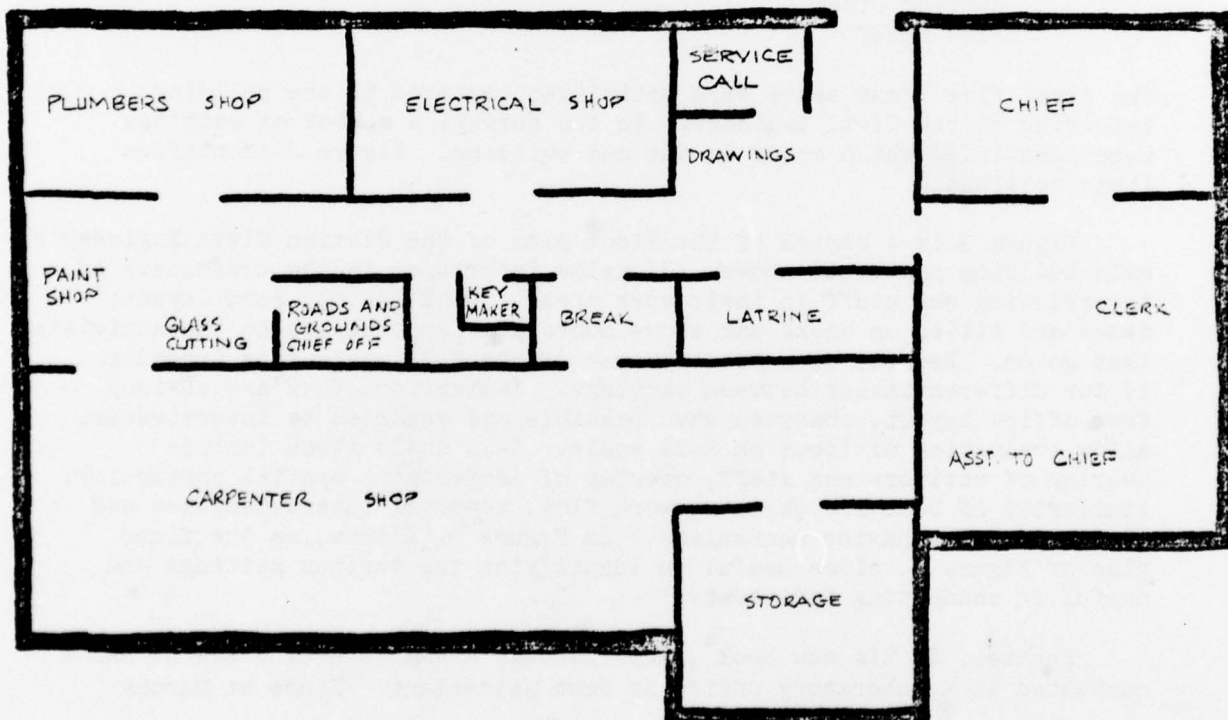 SERVICE
CALL
PLUMBERS SHOP
ELECTRICAL SHOP
CHIEF
DRAWINGS
PAINT
SHOP
GLASS
CUTTING
ROADS AND
GROUNDS
CHIEF OFF
KEY
MAKER
BREAK
LATRINE
CLERK
ASST. TO CHIEF
CARPENTER SHOP
STORAGE